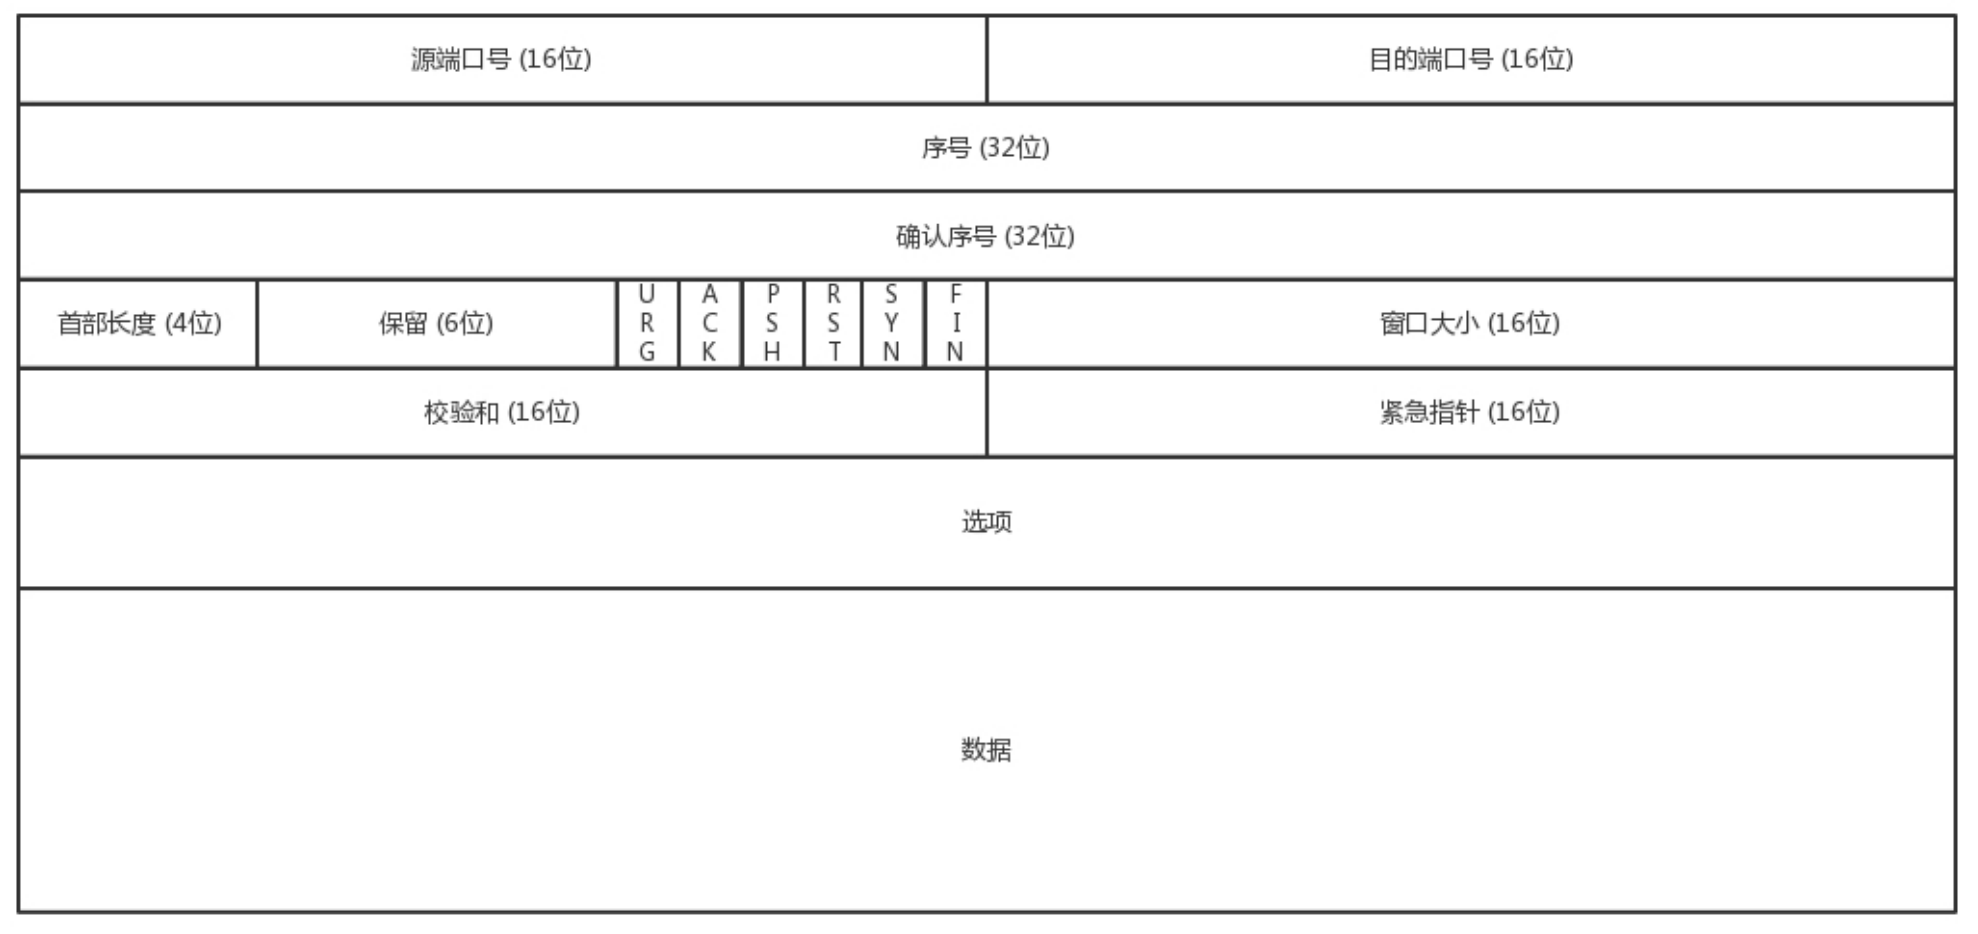 源端口号 (16位)
目的端口号 (16位)
序号 (32位)
确认序号 (32位)
首部长度 (4位)
保留 (6位)
URG
ACK
PSH
RST
SYN
FIN
窗口大小 (16位)
校验和 (16位)
紧急指针 (16位)
选项
数据